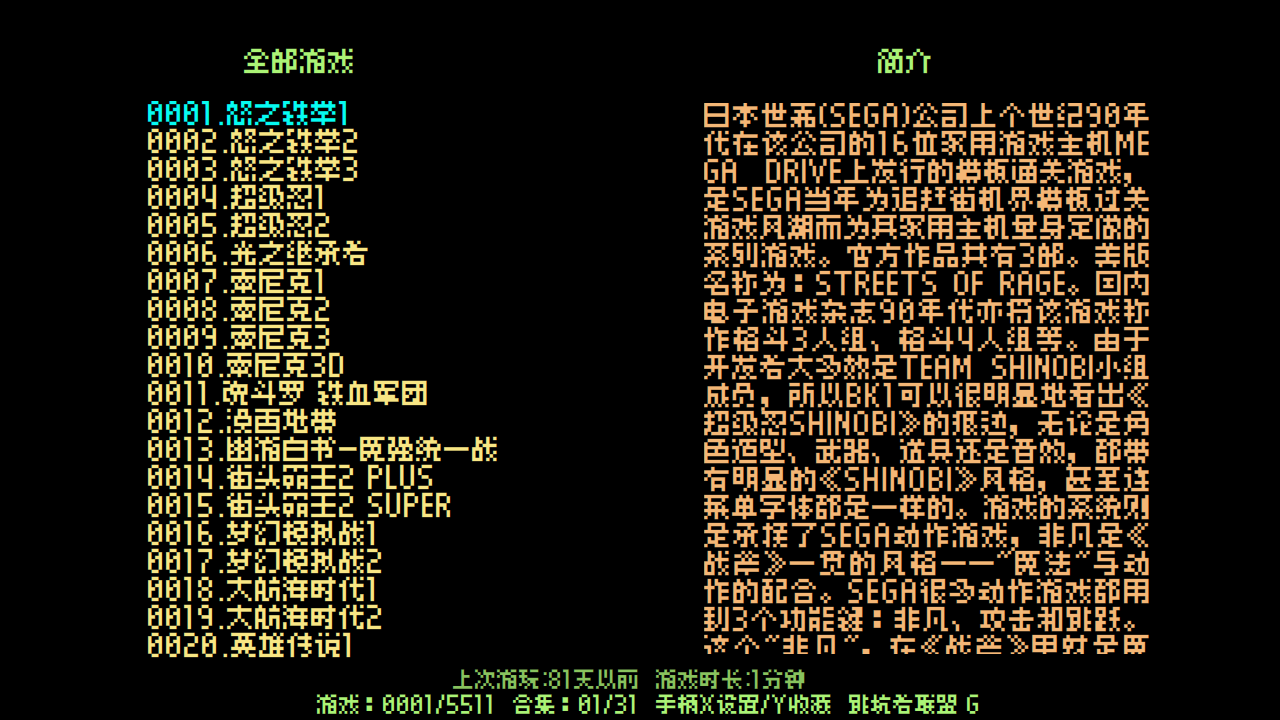 全部游戏
0001.怒之铁拳1
0002.怒之铁拳2
0003.怒之铁拳3
0004.超级忍1
0005.超级忍2
0006.光之继承者
0007.索尼克1
0008.索尼克2
0009.索尼克3
0010.索尼克3D
0011.魂斗罗 铁血军团
0012.漫画地带
0013.幽游白书-魔强统一战
0014.街头霸王2 PLUS
0015.街头霸王2 SUPER
0016.梦幻模拟战1
0017.梦幻模拟战2
0018.大航海时代1
0019.大航海时代2
0020.英雄传说1
简介
日本世嘉(SEGA)公司上个世纪90年
代在该公司的16位家用游戏主机ME
GA DRIVE上发行的横板通关游戏，
是SEGA当年为追赶街机界横板过关
游戏风潮而为其家用主机量身定做的
系列游戏。官方作品共有3部。美版
名称为：STREETS OF RAGE。国内
电子游戏杂志90年代亦将该游戏称
作格斗3人组、格斗4人组等。由于
开发者大多数是TEAM SHINOBI小组
成员，所以BK1可以很明显地看出《
超级忍SHINOBI》的痕迹，无论是角
色造型、武器、道具还是音效，都带
有明显的《SHINOBI》风格，甚至连
菜单字体都是一样的。游戏的系统则
是承接了SEGA动作游戏，非凡是《
战斧》一贯的风格——“魔法”与动
作的配合。SEGA很多动作游戏都用
到3个功能键：非凡、攻击和跳跃。
这个“非凡”，在《战斧》里时是魔
上次游玩:81天以前 游戏时长:1分钟
游戏：0001/5511 合集：01/31 手柄X设置/Y收藏 跳坑者联盟 G